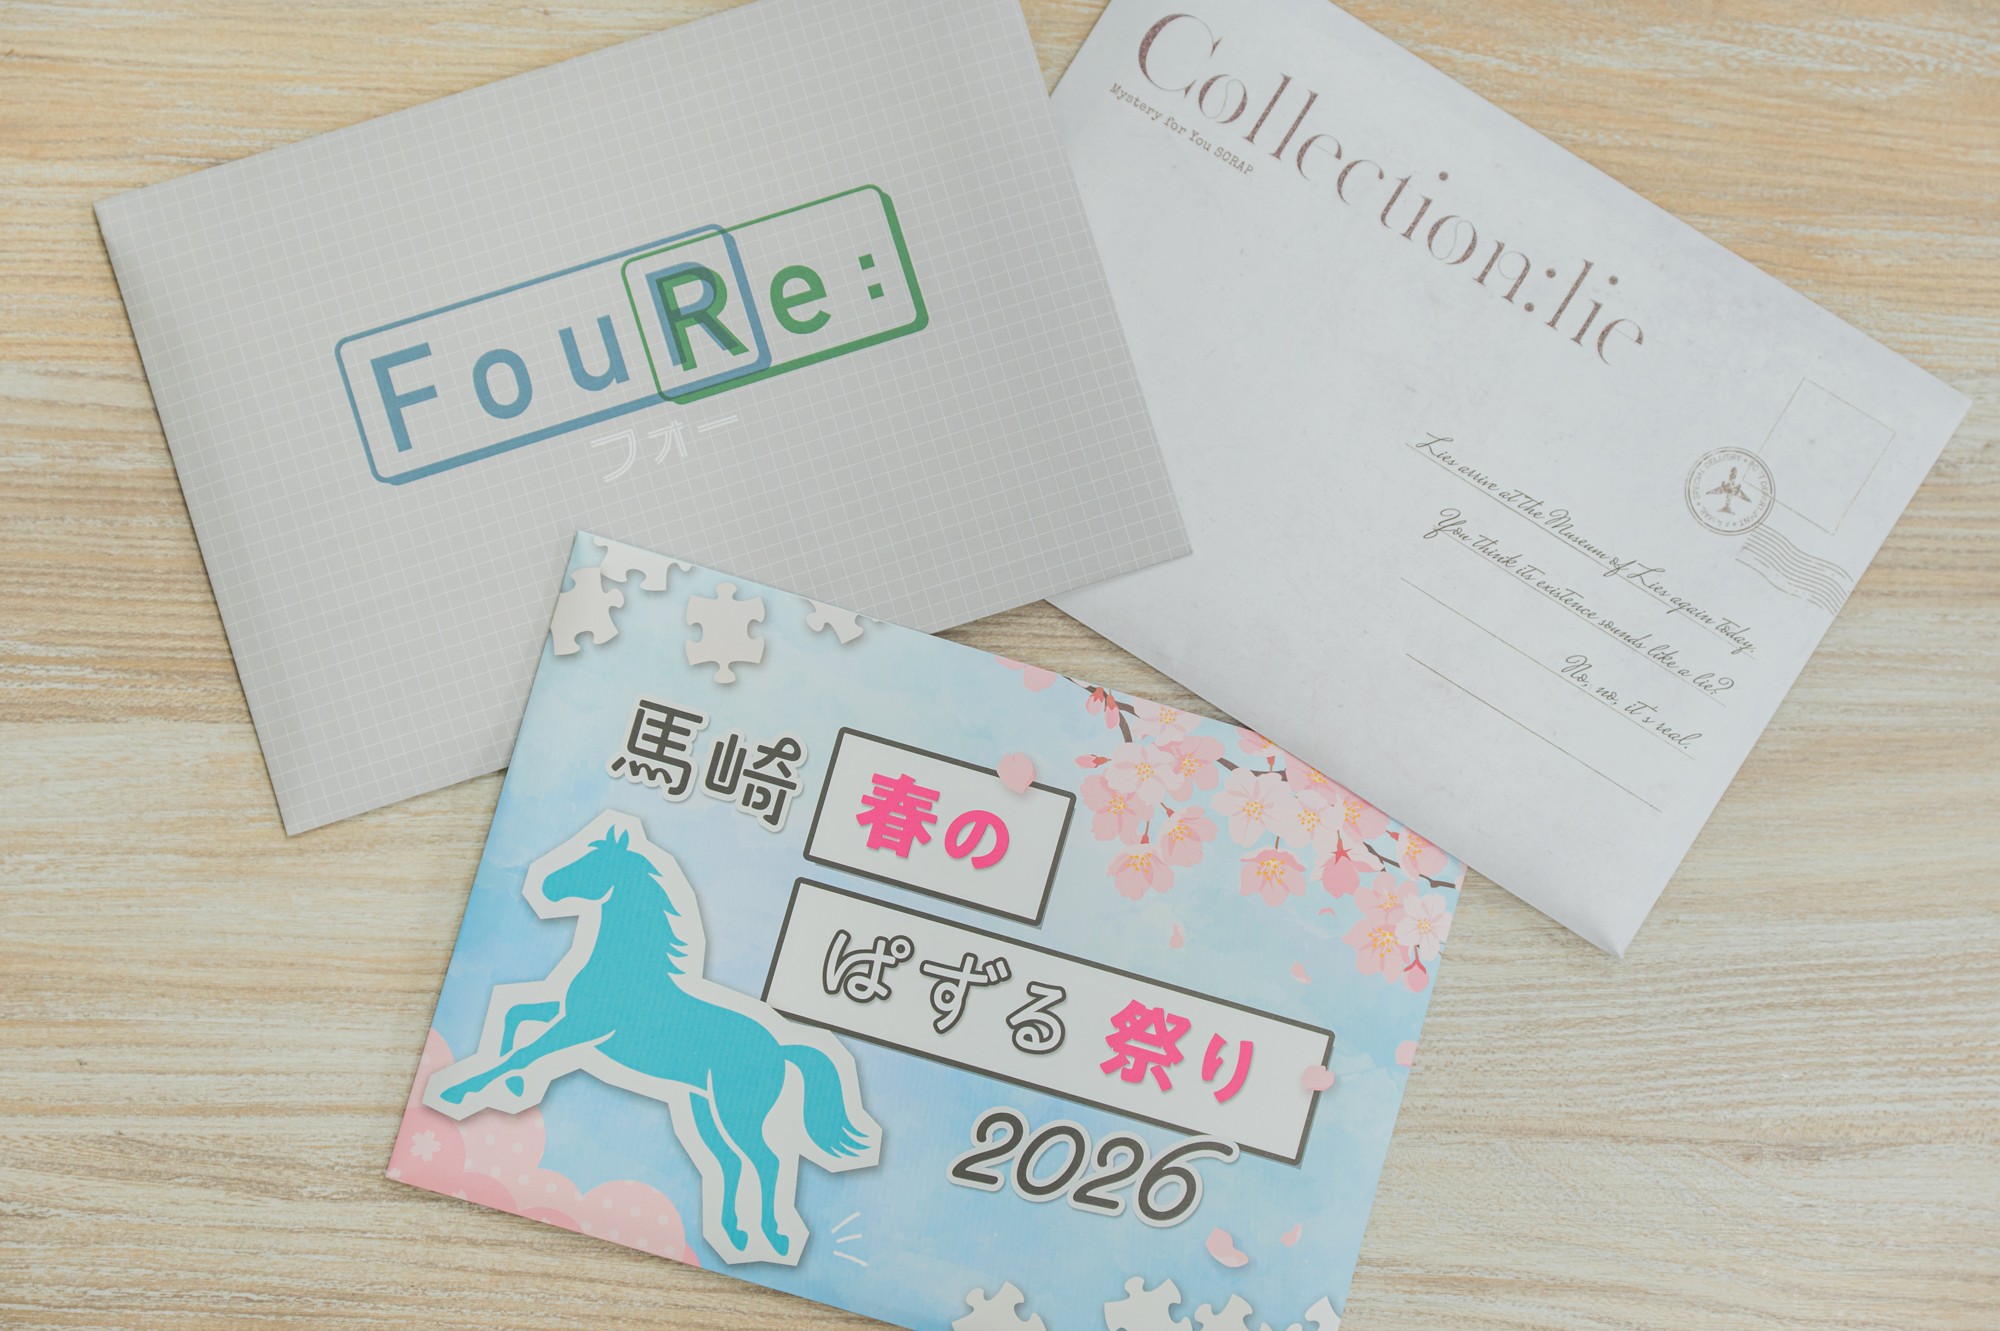 FouRe:
フォー
Collection:lie
Mystery for You SCRAP
Lies arrive at the Museum of Lies again today.
You think its existence sounds like a lie?
No, no, it's real.
馬崎
春の
ぱずる祭り
2026